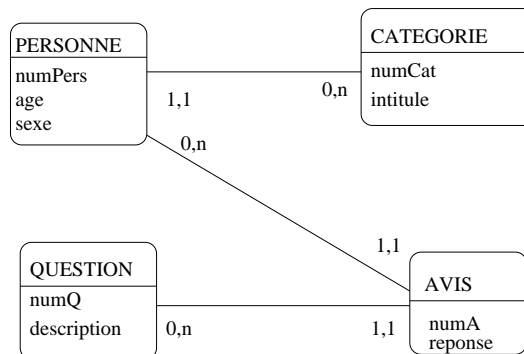 PERSONNE
numPers
age
sexe
CATEGORIE
numCat
intitule
1,1
0,n
0,n
1,1
QUESTION
numQ
description
AVIS
numA
reponse
0,n
1,1